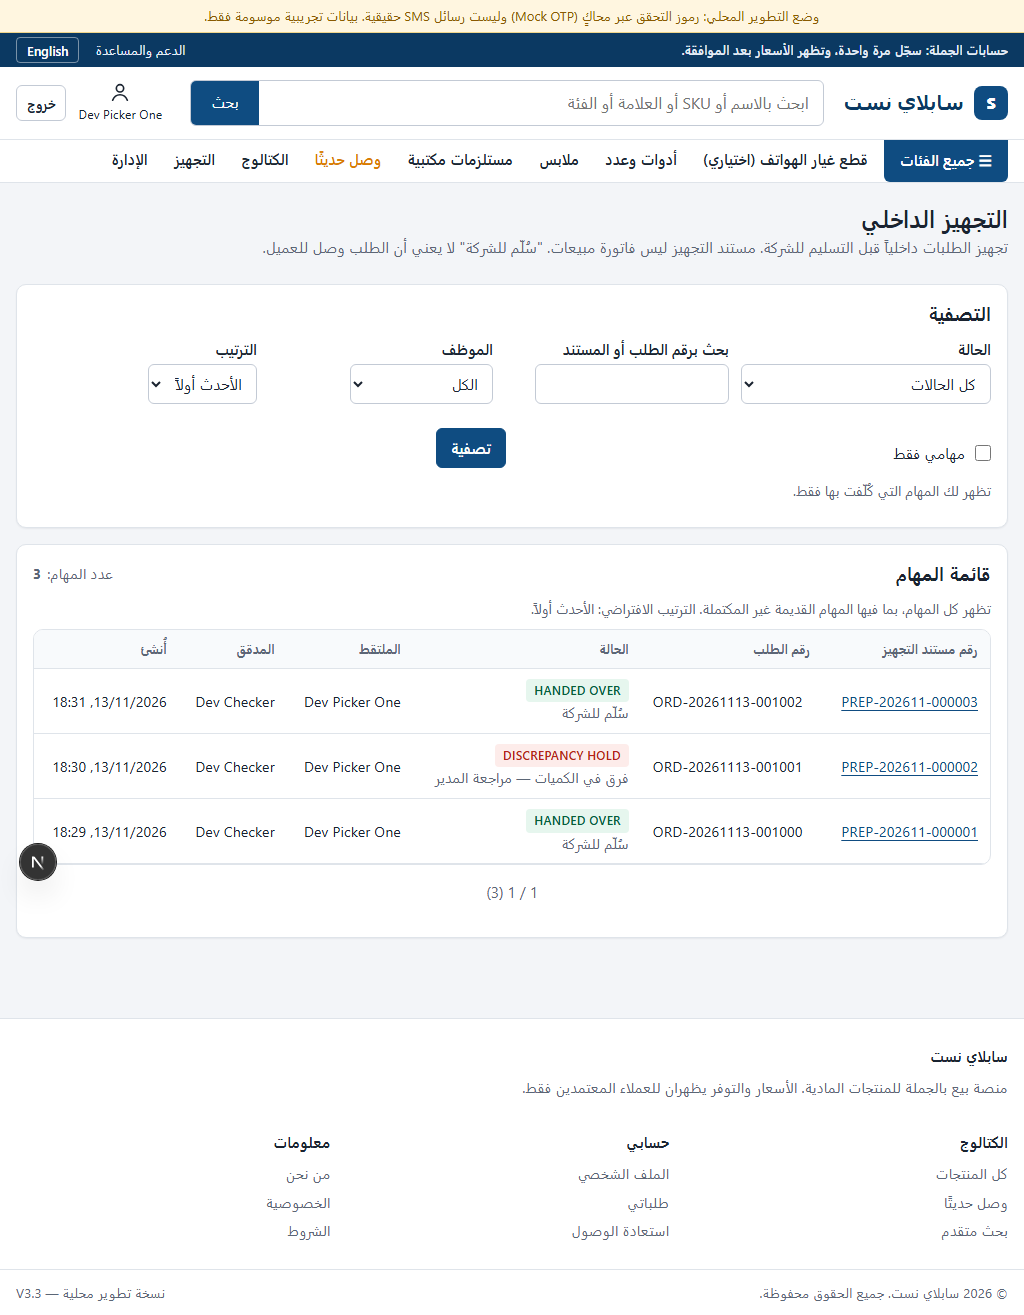 وضع التطوير المحلي: رموز التحقق عبر محاكٍ (Mock OTP) وليست رسائل SMS حقيقية. بيانات تجريبية موسومة فقط.
حسابات الجملة: سجّل مرة واحدة. وتظهر الأسعار بعد الموافقة.
الدعم والمساعدة
English
S
سابلاي نست
ابحث بالاسم أو SKU أو العلامة أو الفئة
بحث
Dev Picker One
خروج
☰ جميع الفئات
قطع غيار الهواتف (اختياري)
أدوات وعدد
ملابس
مستلزمات مكتبية
وصل حديثًا
الكتالوج
التجهيز
الإدارة
التجهيز الداخلي
تجهيز الطلبات داخلياً قبل التسليم للشركة. مستند التجهيز ليس فاتورة مبيعات. "سُلّم للشركة" لا يعني أن الطلب وصل للعميل.
التصفية
الحالة
بحث برقم الطلب أو المستند
الموظف
الترتيب
كل الحالات
الكل
الأحدث أولاً
مهامي فقط
تصفية
تظهر لك المهام التي كُلّفت بها فقط.
قائمة المهام
عدد المهام: 3
تظهر كل المهام، بما فيها المهام القديمة غير المكتملة. الترتيب الافتراضي: الأحدث أولاً.
رقم مستند التجهيز رقم الطلب الحالة الملتقط المدقق أُنشئ
PREP-202611-000003 ORD-20261113-001002 HANDED OVER Dev Picker One Dev Checker 13/11/2026, 18:31
سُلّم للشركة
PREP-202611-000002 ORD-20261113-001001 DISCREPANCY HOLD Dev Picker One Dev Checker 13/11/2026, 18:30
فرق في الكميات — مراجعة المدير
PREP-202611-000001 ORD-20261113-001000 HANDED OVER Dev Picker One Dev Checker 13/11/2026, 18:29
سُلّم للشركة
N
1 / 1 (3)
سابلاي نست
منصة بيع بالجملة للمنتجات المادية. الأسعار والتوفر يظهران للعملاء المعتمدين فقط.
الكتالوج
كل المنتجات
وصل حديثًا
بحث متقدم
حسابي
الملف الشخصي
طلباتي
استعادة الوصول
معلومات
من نحن
الخصوصية
الشروط
© 2026 سابلاي نست. جميع الحقوق محفوظة.
نسخة تطوير محلية — V3.3